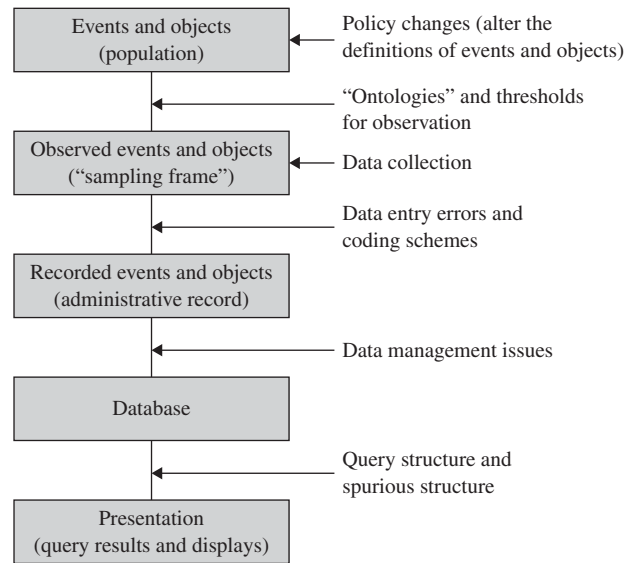 Events and objects
(population)
Policy changes (alter the
definitions of events and objects)
“Ontologies” and thresholds
for observation
Observed events and objects
(“sampling frame”)
Data collection
Data entry errors and
coding schemes
Recorded events and objects
(administrative record)
Data management issues
Database
Query structure and
spurious structure
Presentation
(query results and displays)